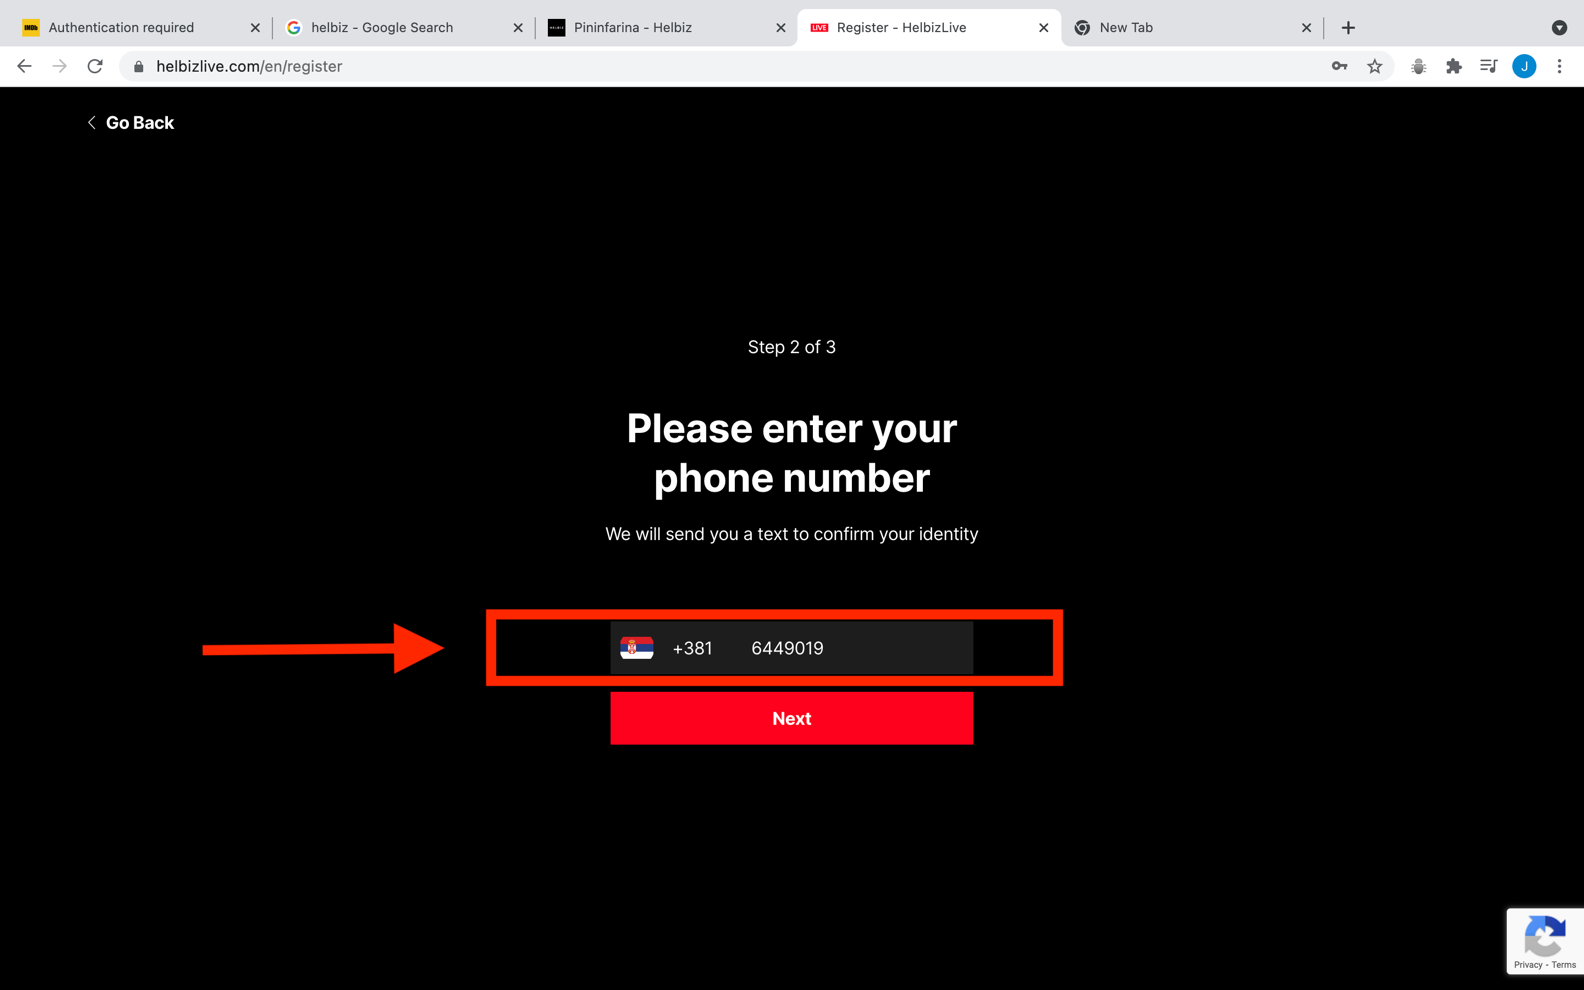 IMDb Authentication required
helbiz - Google Search
Pininfarina - Helbiz
LIVE Register - HelbizLive
New Tab
helbizlive.com/en/register
J
Go Back
Step 2 of 3
Please enter your
phone number
We will send you a text to confirm your identity
+381 6449019
Next
Privacy - Terms